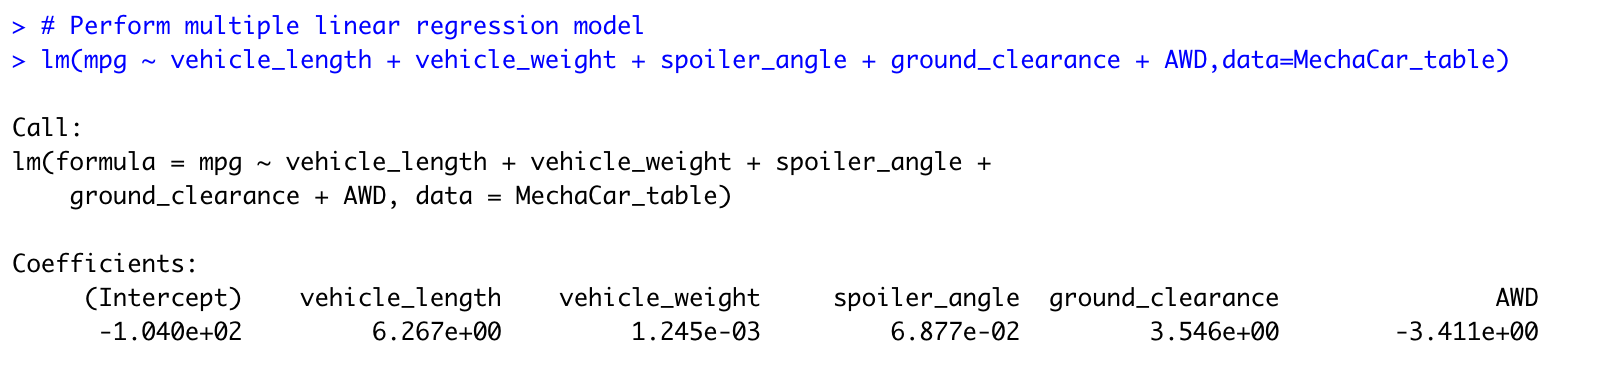 > # Perform multiple linear regression model
> lm(mpg ~ vehicle_length + vehicle_weight + spoiler_angle + ground_clearance + AWD,data=MechaCar_table)
Call:
lm(formula = mpg ~ vehicle_length + vehicle_weight + spoiler_angle +
    ground_clearance + AWD, data = MechaCar_table)
Coefficients:
     (Intercept)    vehicle_length    vehicle_weight     spoiler_angle  ground_clearance               AWD
      -1.040e+02         6.267e+00         1.245e-03         6.877e-02         3.546e+00        -3.411e+00